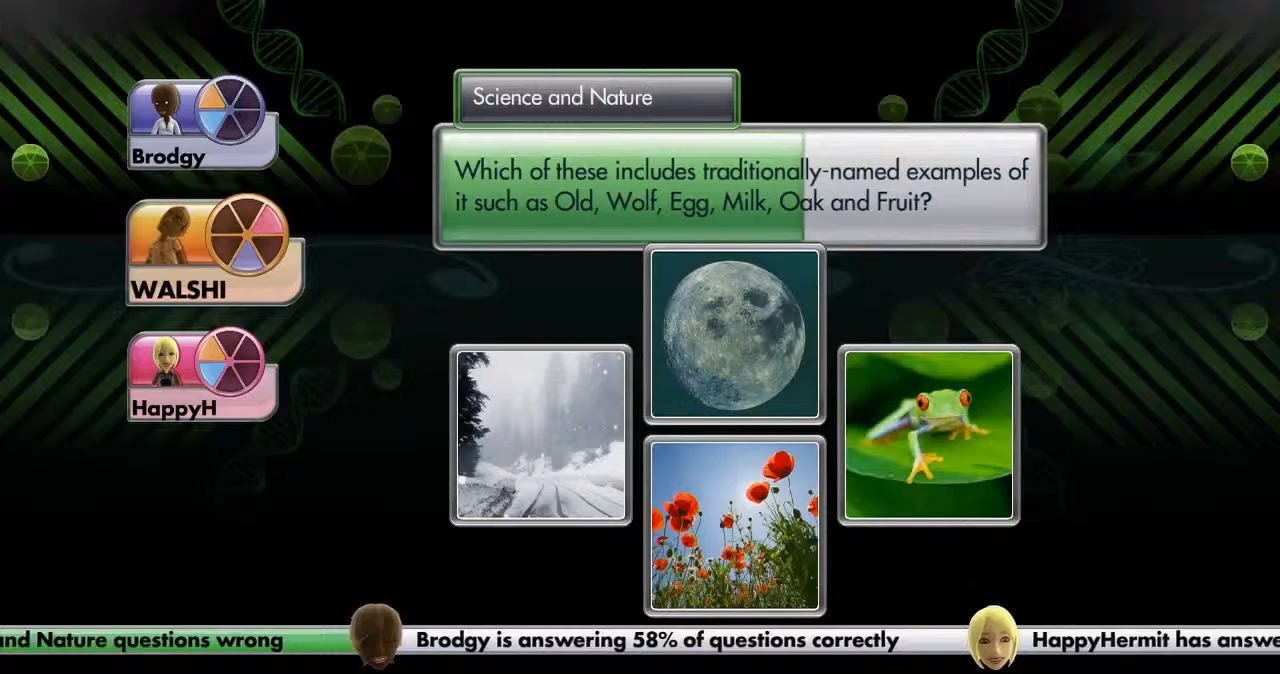 Science and Nature
Which of these includes traditionally-named examples of
it such as Old, Wolf, Egg, Milk, Oak and Fruit?
Brodgy
WALSHI
HappyH
nd Nature questions wrong
Brodgy is answering 58% of questions correctly
HappyHermit has answe